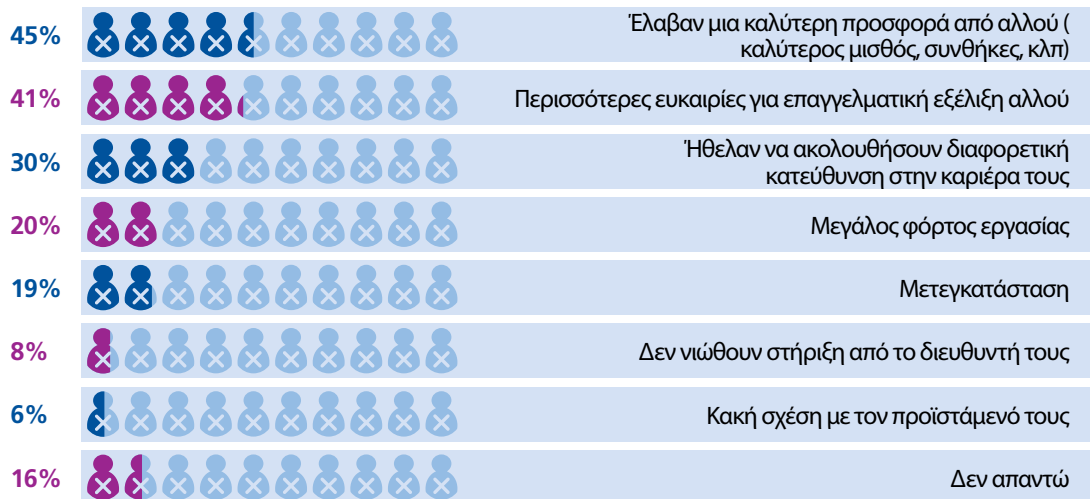 45%
Έλαβαν μια καλύτερη προσφορά από αλλού (
καλύτερος μισθός, συνθήκες, κλπ)
41%
Περισσότερες ευκαιρίες για επαγγελματική εξέλιξη αλλού
30%
Ήθελαν να ακολουθήσουν διαφορετική
κατεύθυνση στην καριέρα τους
20%
Μεγάλος φόρτος εργασίας
19%
Μετεγκατάσταση
8%
Δεν νιώθουν στήριξη από το διευθυντή τους
6%
Κακή σχέση με τον προϊστάμενό τους
16%
Δεν απαντώ